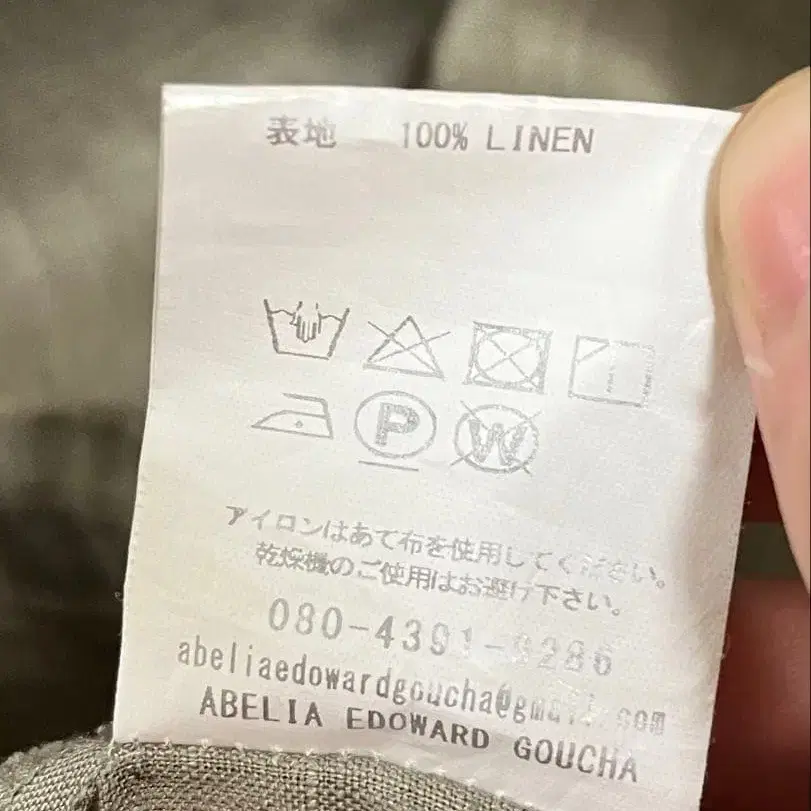 表地 100% LINEN
P
W
アイロンはあて布を使用してください。
乾燥機のご使用はお避け下さい。
080-4391-9286
abeliaedowardgoucha@gmail.com
ABELIA EDOWARD GOUCHA